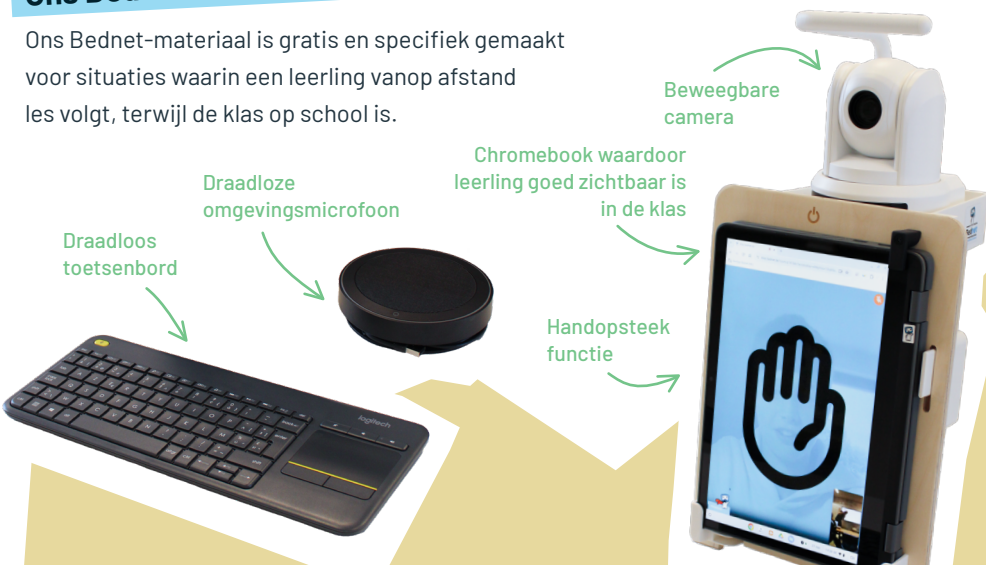 Ons Bednet-materiaal is gratis en specifiek gemaakt
voor situaties waarin een leerling vanop afstand
les volgt, terwijl de klas op school is.
Beweegbare
camera
Chromebook waardoor
leerling goed zichtbaar is
in de klas
Draadloze
omgevingsmicrofoon
Draadloos
toetsenbord
Handopsteek
functie
logitech